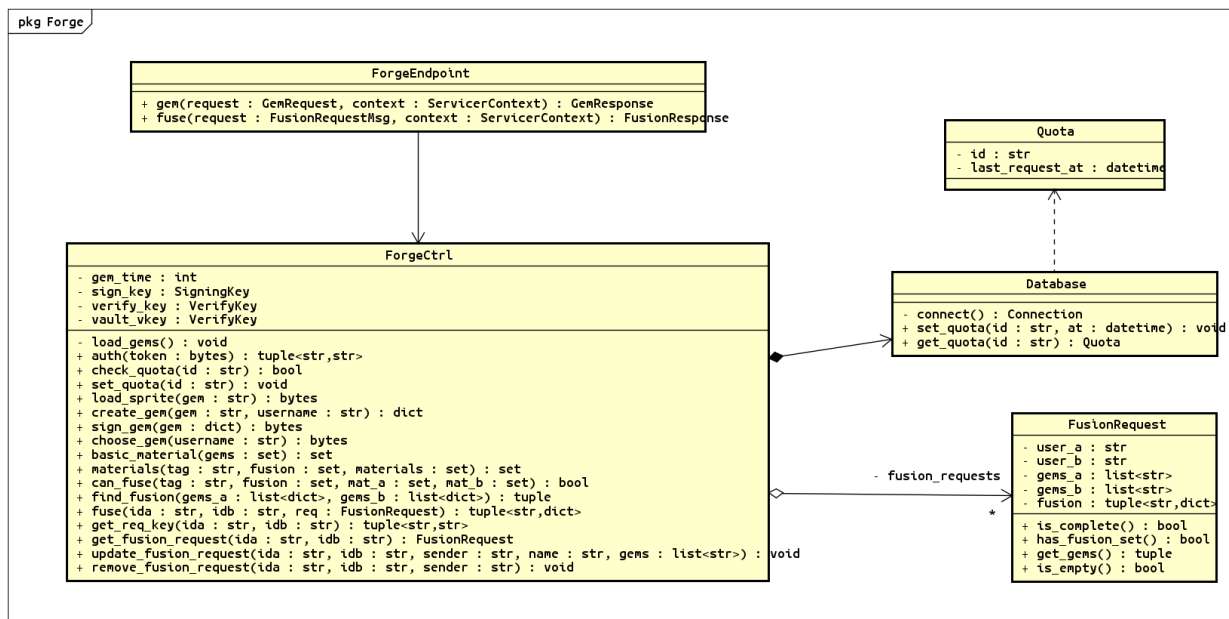 pkg Forge
ForgeEndpoint
+ gem(request : GemRequest, context : ServicerContext) : GemResponse
+ fuse(request : FusionRequestMsg, context : ServicerContext) : FusionResponse
Quota
- id : str
- last_request_at : datetime
ForgeCtrl
- gem_time : int
- sign_key : SigningKey
- verify_key : VerifyKey
- vault_vkey : VerifyKey
- load_gems() : void
+ auth(token : bytes) : tuple<str,str>
+ check_quota(id : str) : bool
+ set_quota(id : str) : void
+ load_sprite(gem : str) : bytes
+ create_gem(gem : str, username : str) : dict
+ sign_gem(gem : dict) : bytes
+ choose_gem(username : str) : bytes
+ basic_material(gems : set) : set
+ materials(tag : str, fusion : set, materials : set) : set
+ can_fuse(tag : str, fusion : set, mat_a : set, mat_b : set) : bool
+ find_fusion(gems_a : list<dict>, gems_b : list<dict>) : tuple
+ fuse(ida : str, idb : str, req : FusionRequest) : tuple<str,dict>
+ get_req_key(ida : str, idb : str) : tuple<str,str>
+ get_fusion_request(ida : str, idb : str) : FusionRequest
+ update_fusion_request(ida : str, idb : str, sender : str, name : str, gems : list<str>) : void
+ remove_fusion_request(ida : str, idb : str, sender : str) : void
Database
- connect() : Connection
+ set_quota(id : str, at : datetime) : void
+ get_quota(id : str) : Quota
- fusion_requests
*
FusionRequest
- user_a : str
- user_b : str
- gems_a : list<str>
- gems_b : list<str>
- fusion : tuple<str,dict>
+ is_complete() : bool
+ has_fusion_set() : bool
+ get_gems() : tuple
+ is_empty() : bool